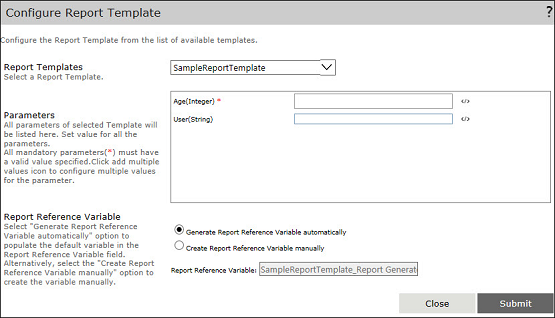 Configure Report Template ?
Configure the Report Template from the list of available templates.
Report Templates
Select a Report Template.
SampleReportTemplate
Parameters
All parameters of selected Template will
be listed here. Set value for all the
parameters.
All mandatory parameters(*) must have
a valid value specified.Click add multiple
values icon to configure multiple values
for the parameter.
Age(Integer) * </>
User(String) </>
Report Reference Variable
Select "Generate Report Reference
Variable automatically" option to
populate the default variable in the
Report Reference Variable field.
Alternatively, select the "Create Report
Reference Variable manually" option to
create the variable manually.
Generate Report Reference Variable automatically
Create Report Reference Variable manually
Report Reference Variable: SampleReportTemplate_Report Generat
Close Submit